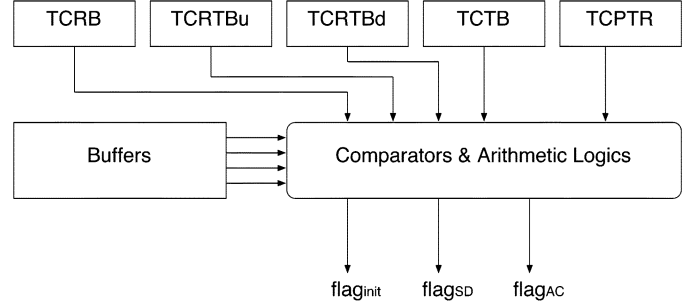 TCRB TCRTBu TCRTBd TCTB TCPTR
Buffers Comparators & Arithmetic Logics
flaginit flagSD flagAC